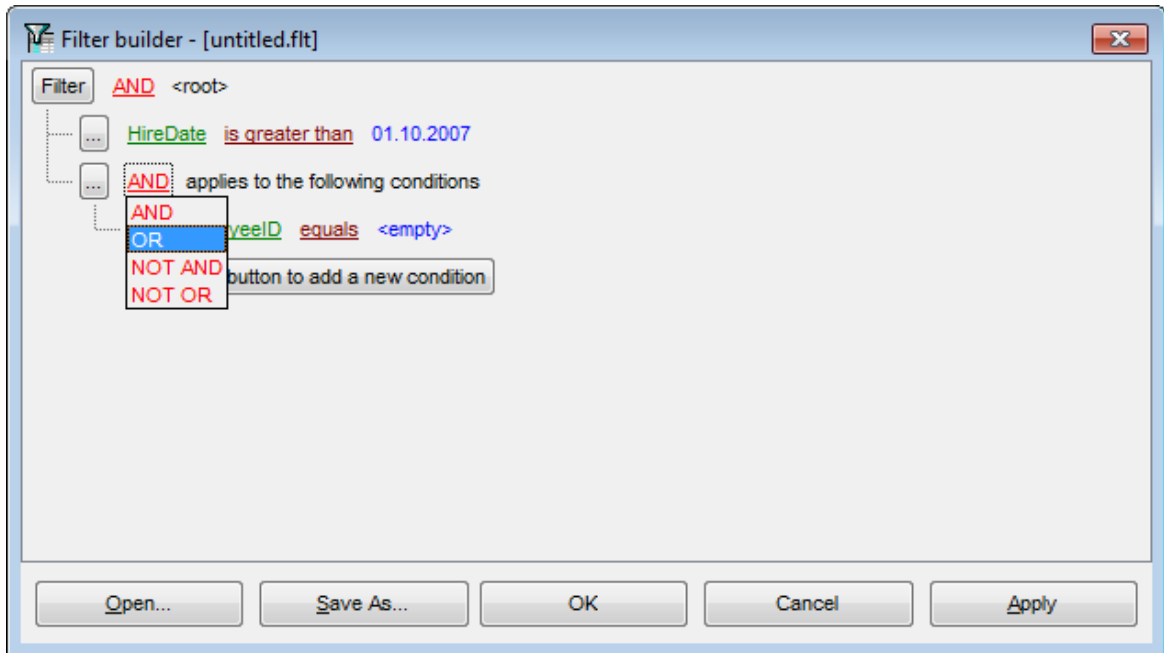 Filter builder - [untitled.flt]
Filter AND <root>
... HireDate is greater than 01.10.2007
... AND applies to the following conditions
AND
OR
yeeID equals <empty>
NOT AND
button to add a new condition
NOT OR
Open... Save As... OK Cancel Apply